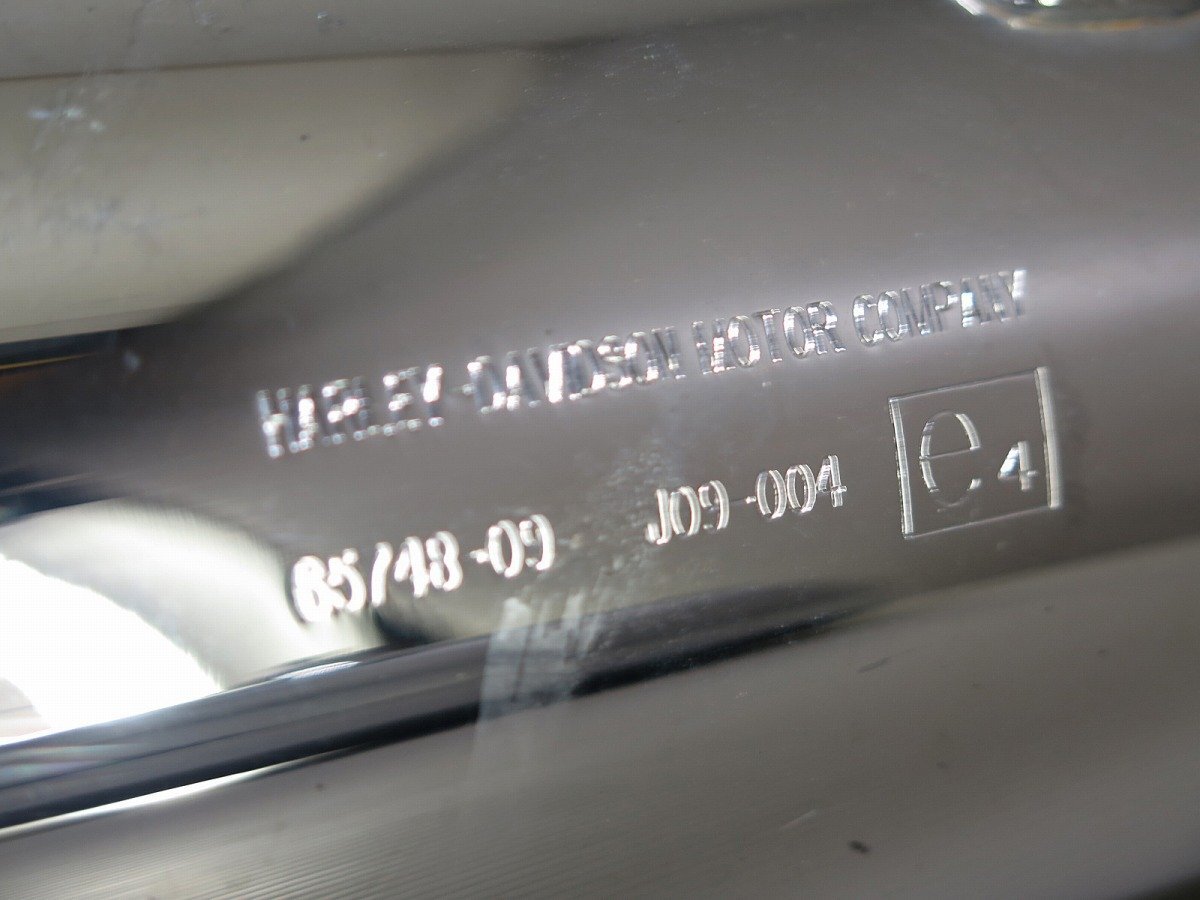 HARLEY-DAVIDSON MOTOR COMPANY
65748-09 J09-004 e4